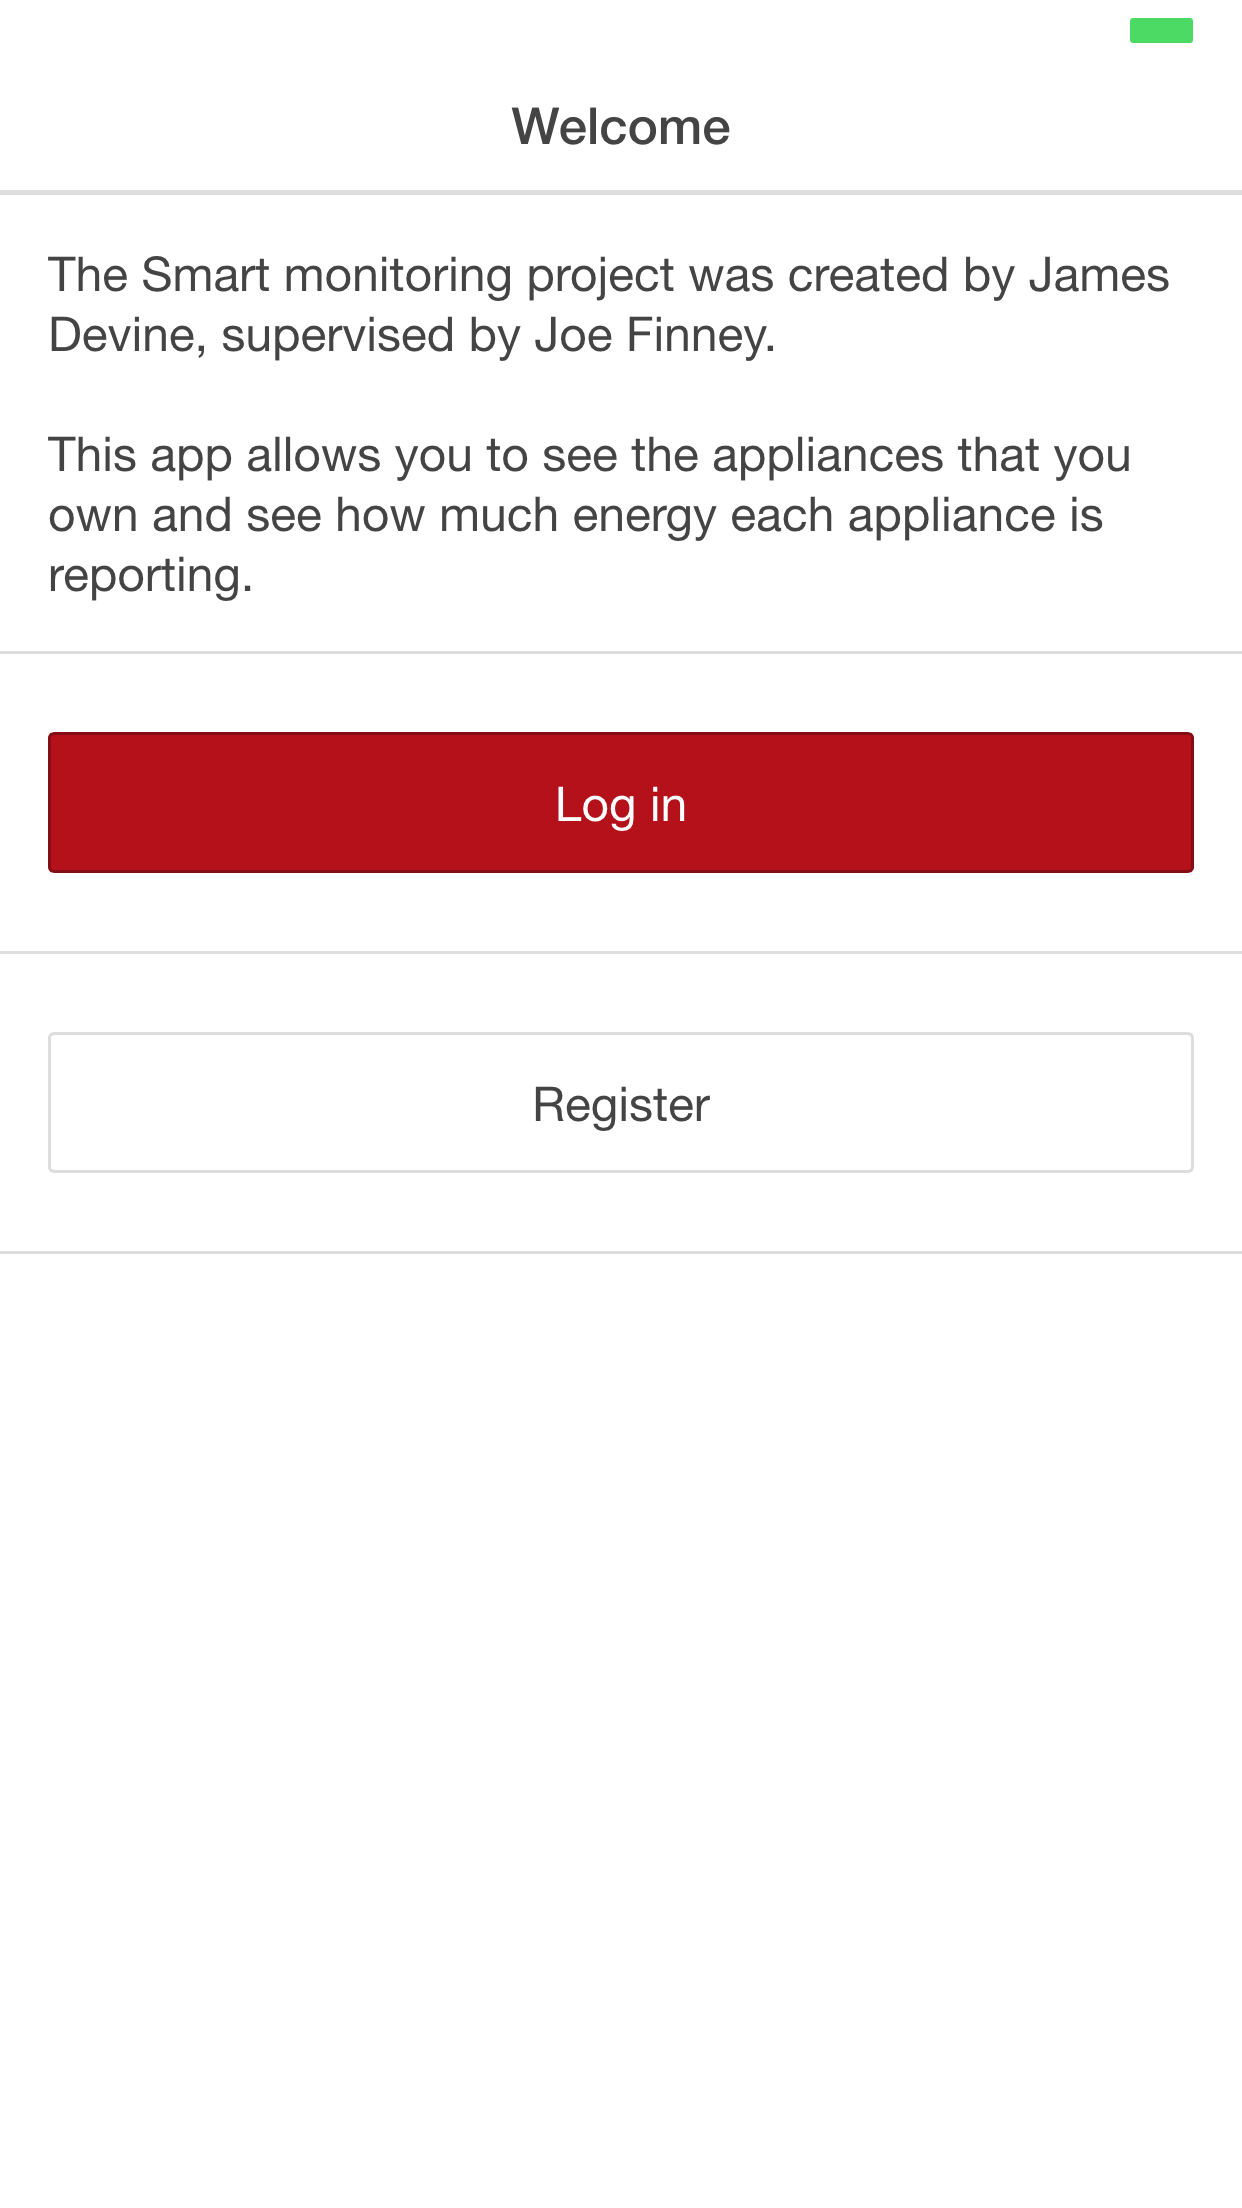 Welcome
The Smart monitoring project was created by James
Devine, supervised by Joe Finney.
This app allows you to see the appliances that you
own and see how much energy each appliance is
reporting.
Log in
Register